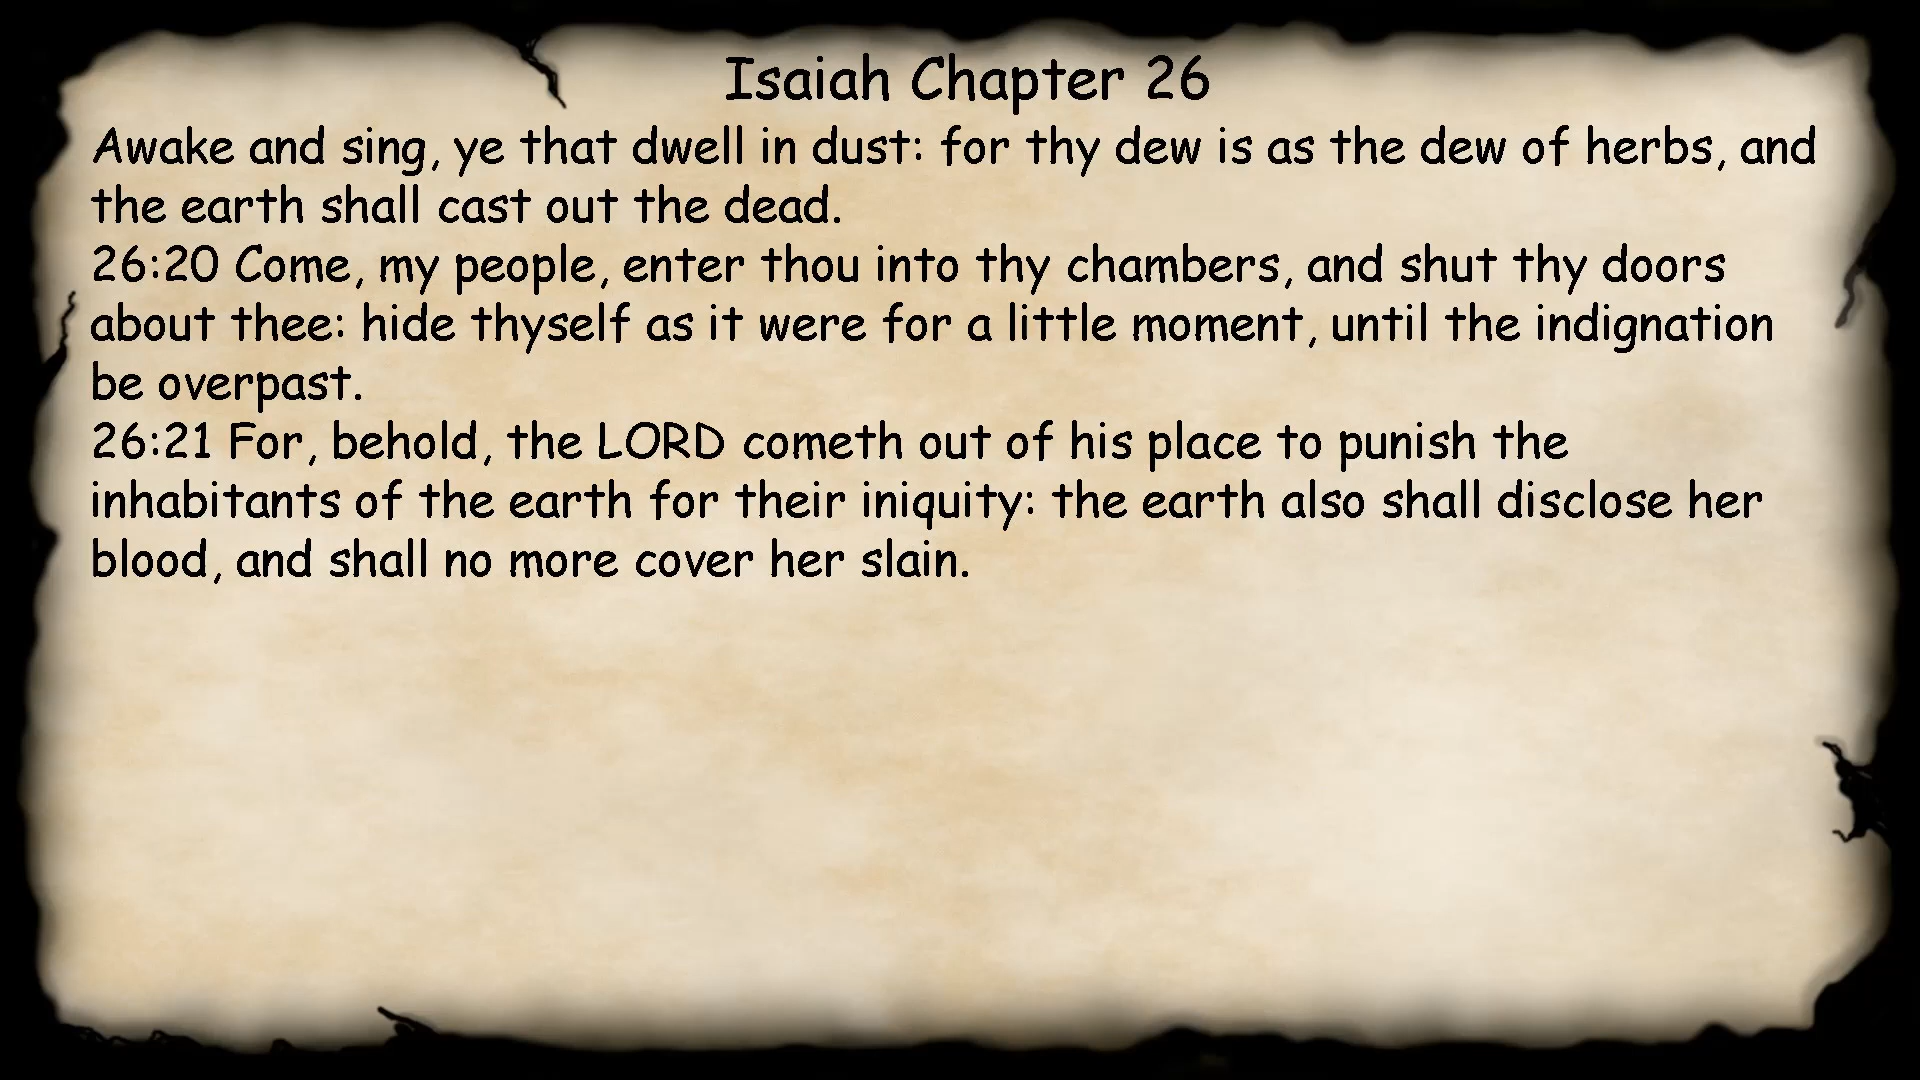 Isaiah Chapter 26
Awake and sing, ye that dwell in dust: for thy dew is as the dew of herbs, and
the earth shall cast out the dead.
26:20 Come, my people, enter thou into thy chambers, and shut thy doors
about thee: hide thyself as it were for a little moment, until the indignation
be overpast.
26:21 For, behold, the LORD cometh out of his place to punish the
inhabitants of the earth for their iniquity: the earth also shall disclose her
blood, and shall no more cover her slain.